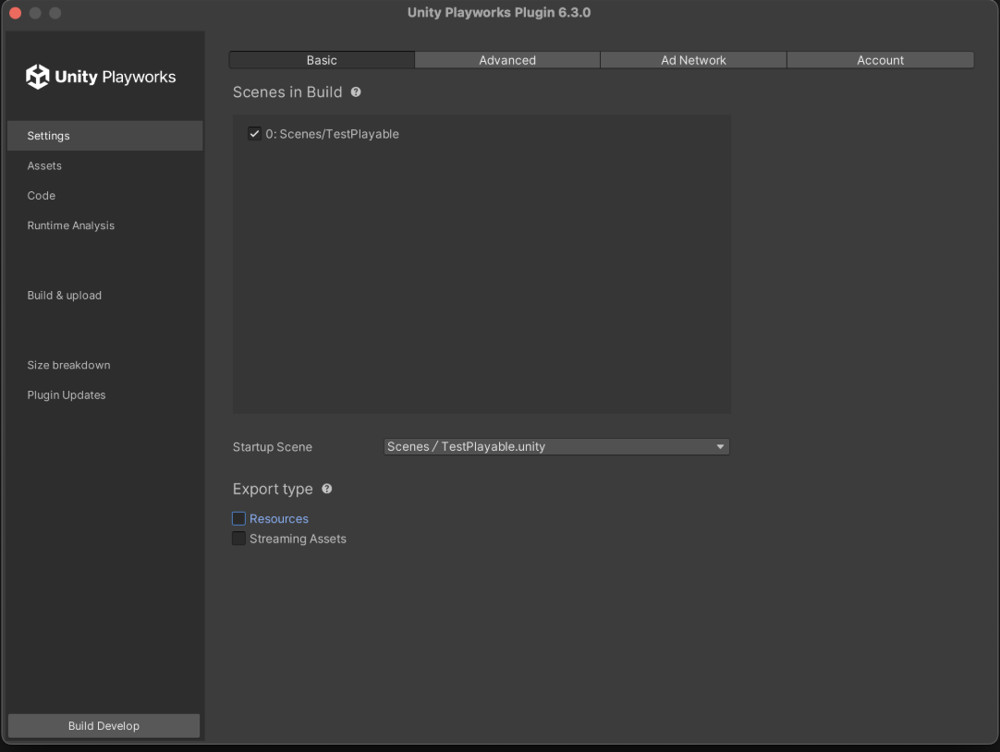 Unity Playworks Plugin 6.3.0
Unity Playworks
Basic Advanced Ad Network Account
Settings
Assets
Code
Runtime Analysis
Build & upload
Size breakdown
Plugin Updates
Build Develop
Scenes in Build ?
0: Scenes/TestPlayable
Startup Scene Scenes / TestPlayable.unity
Export type ?
Resources
Streaming Assets